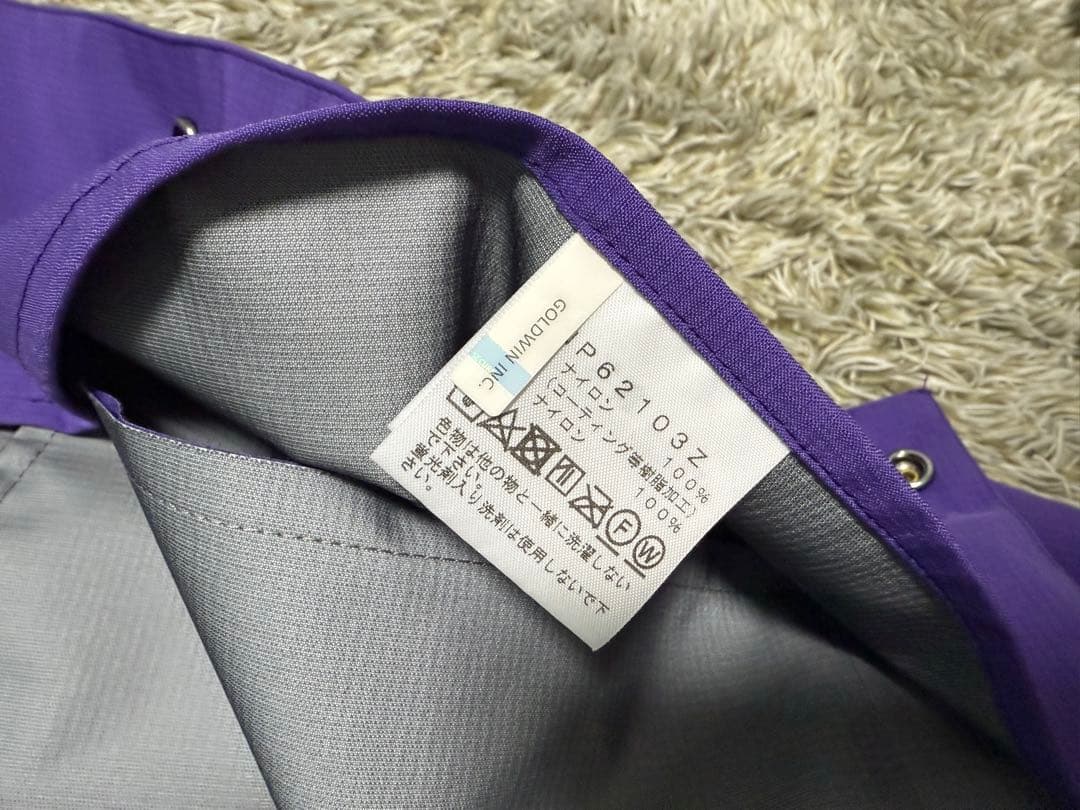 GOLDWIN INC.
P62103Z
ナイロン 100%
(コーティング等樹脂加工)
ナイロン 100%
F W
色物は他の物と一緒に洗濯しない
で下さい。
蛍光剤入り洗剤は使用しないで下
さい。